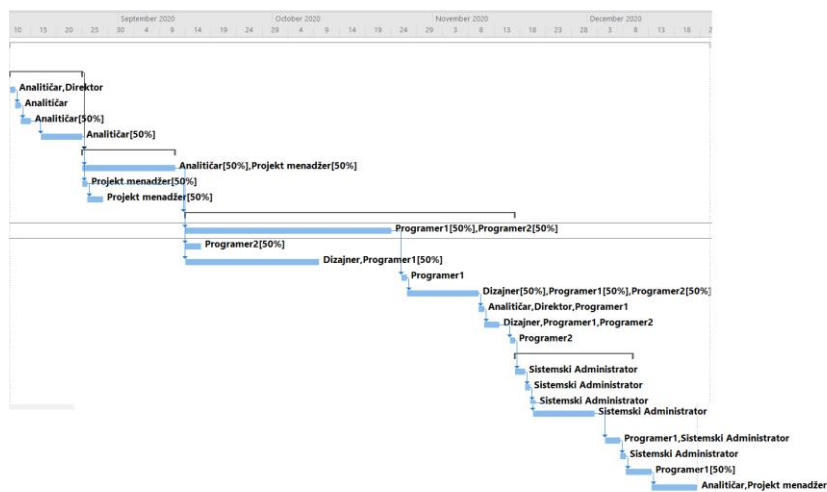 September 2020 October 2020 November 2020 December 2020
10 15 20 25 30 4 9 14 19 24 29 4 9 14 19 24 29 3 8 13 18 23 28 3 8 13 18 2
Analitičar,Direktor
Analitičar
Analitičar[50%]
Analitičar[50%]
Analitičar[50%],Projekt menadžer[50%]
Projekt menadžer[50%]
Projekt menadžer[50%]
Programer1[50%],Programer2[50%]
Programer2[50%]
Dizajner,Programer1[50%]
Programer1
Dizajner[50%],Programer1[50%],Programer2[50%]
Analitičar,Direktor,Programer1
Dizajner,Programer1,Programer2
Programer2
Sistemski Administrator
Sistemski Administrator
Sistemski Administrator
Sistemski Administrator
Programer1,Sistemski Administrator
Sistemski Administrator
Programer1[50%]
Analitičar,Projekt menadžer